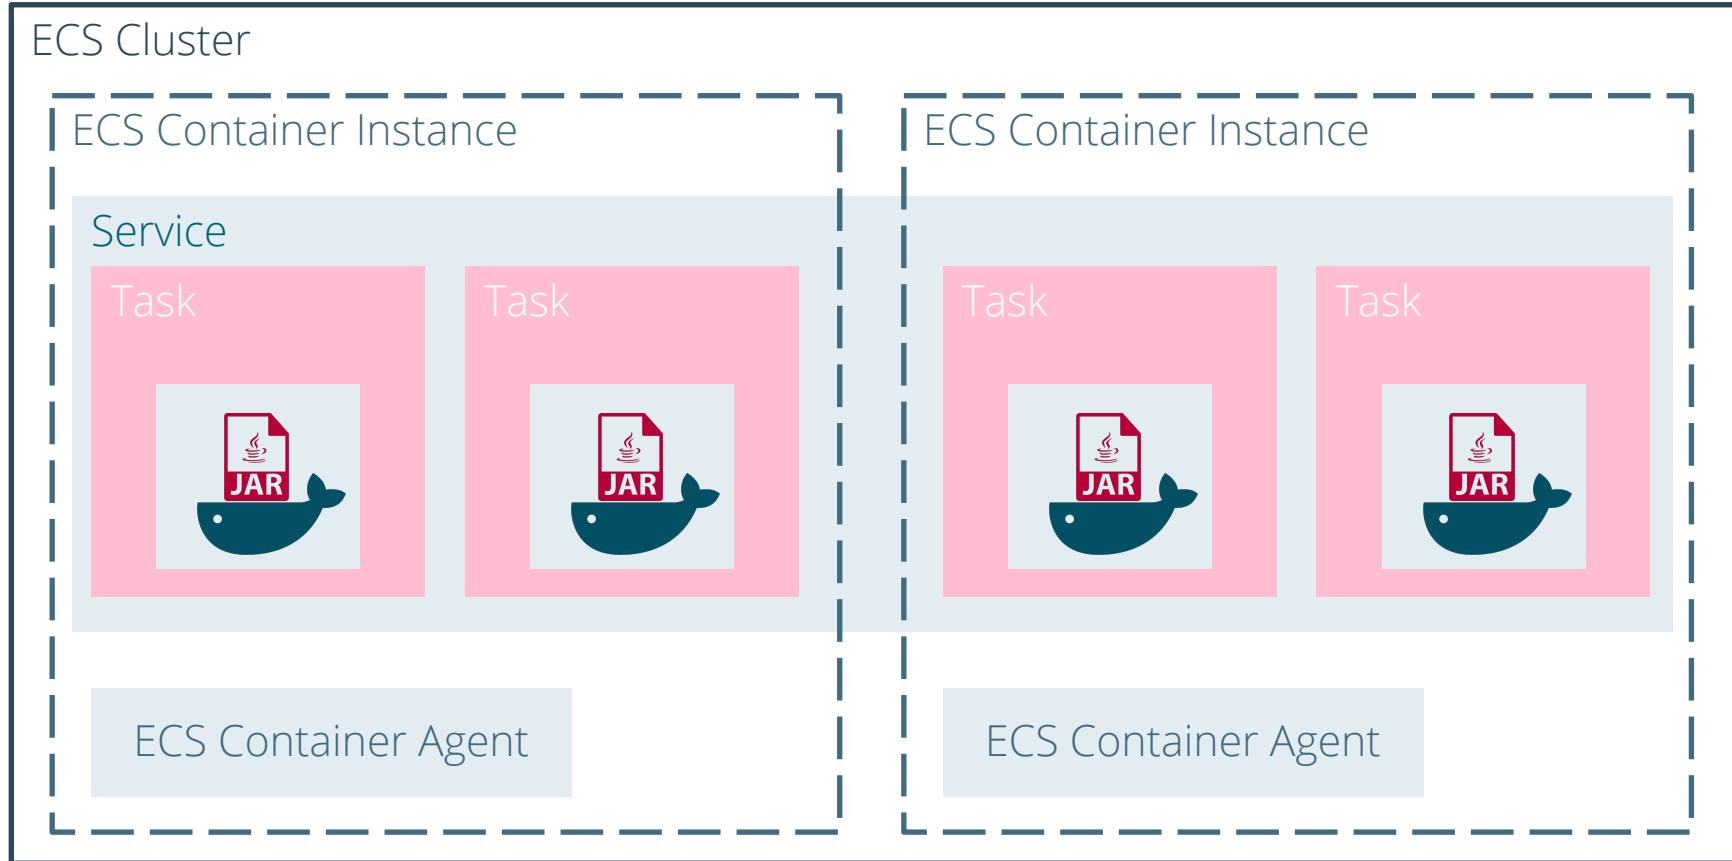 ECS Cluster
ECS Container Instance
ECS Container Instance
Service
Task
Task
Task
Task
JAR
JAR
JAR
JAR
ECS Container Agent
ECS Container Agent